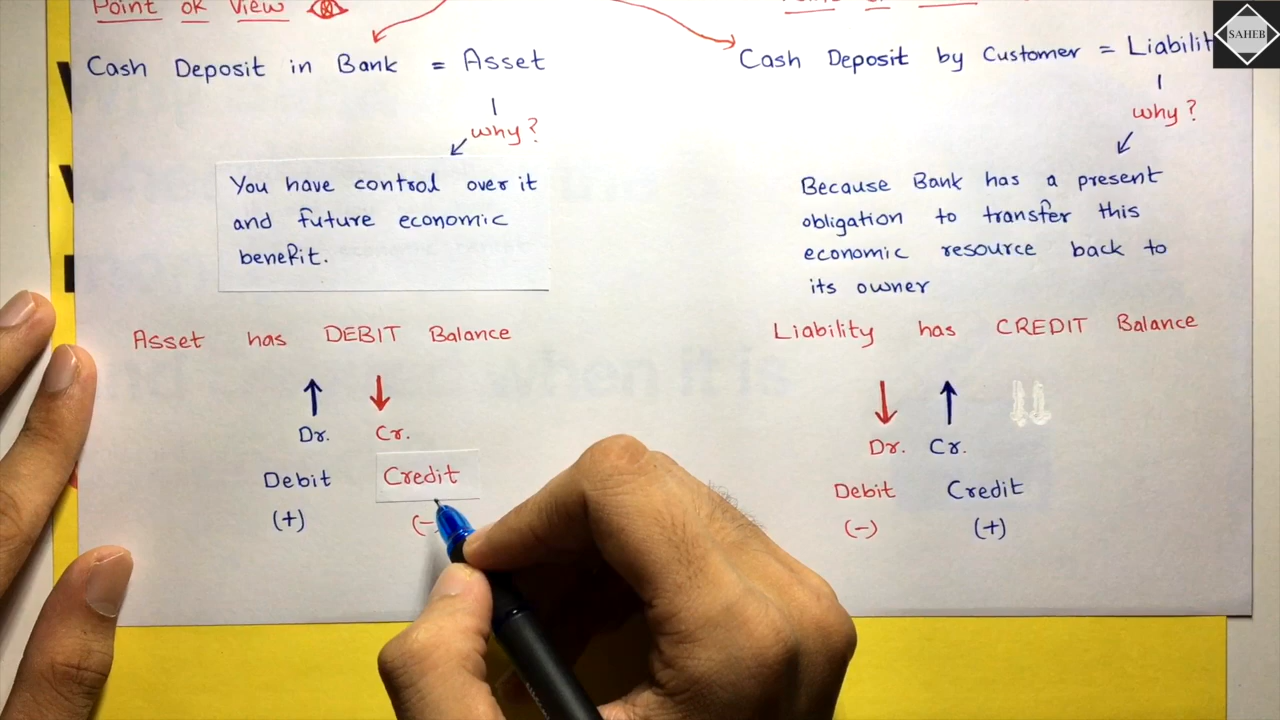 Point of View
Cash Deposit in Bank = Asset
why?
You have control over it
and future economic
benefit.
Asset has DEBIT Balance
Dr. Cr.
Debit Credit
(+) (-
SAHEB
Cash Deposit by Customer = Liabilit
why?
Because Bank has a present
obligation to transfer this
economic resource back to
its owner
Liability has CREDIT Balance
Dr. Cr.
Debit Credit
(-) (+)